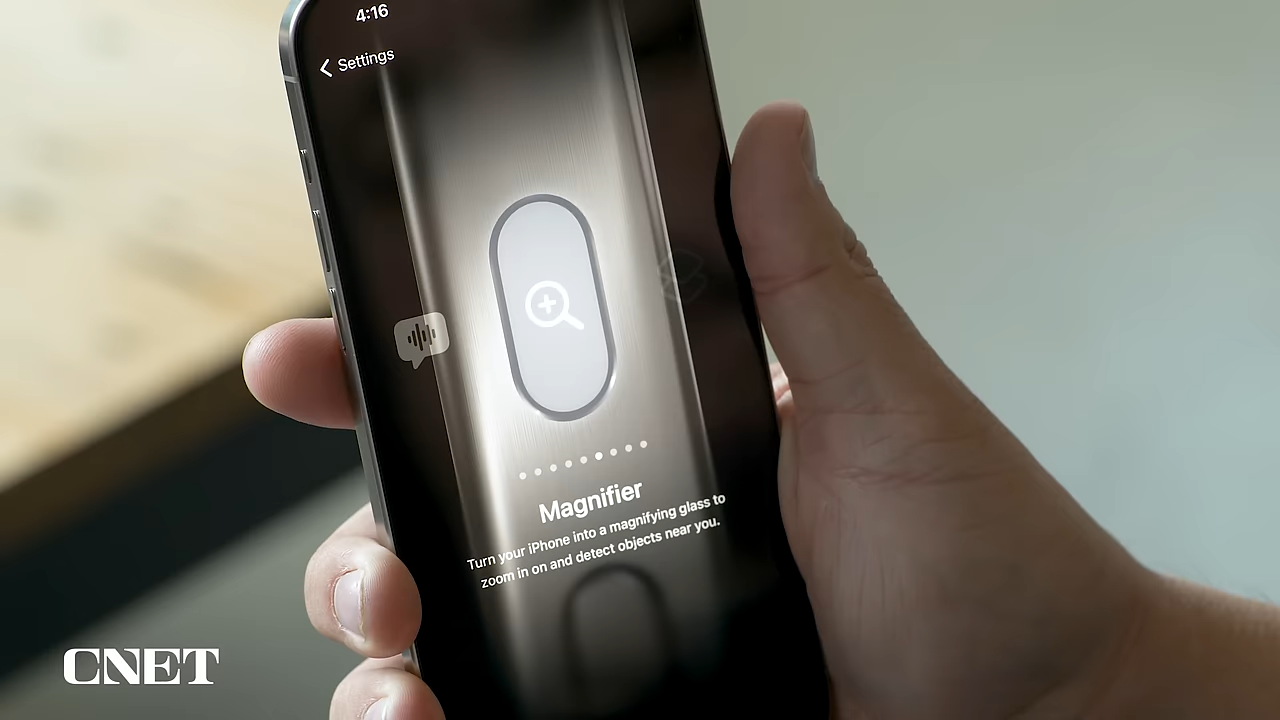 4:16
Settings
Magnifier
Turn your iPhone into a magnifying glass to
zoom in on and detect objects near you.
CNET